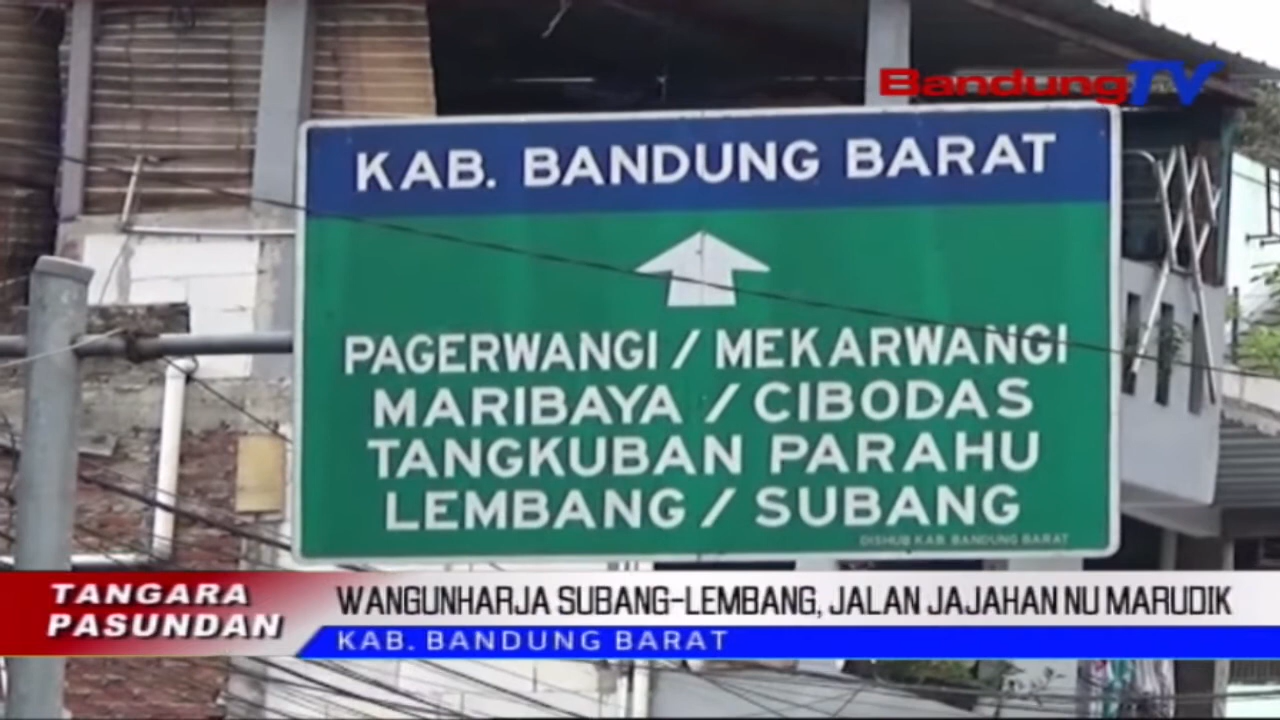 BandungTV
KAB. BANDUNG BARAT
PAGERWANGI / MEKARWANGI
MARIBAYA / CIBODAS
TANGKUBAN PARAHU
LEMBANG / SUBANG
DISHUB KAB. BANDUNG BARAT
TANGARA
PASUNDAN
WANGUNHARJA SUBANG-LEMBANG, JALAN JAJAHAN NU MARUDIK
KAB. BANDUNG BARAT